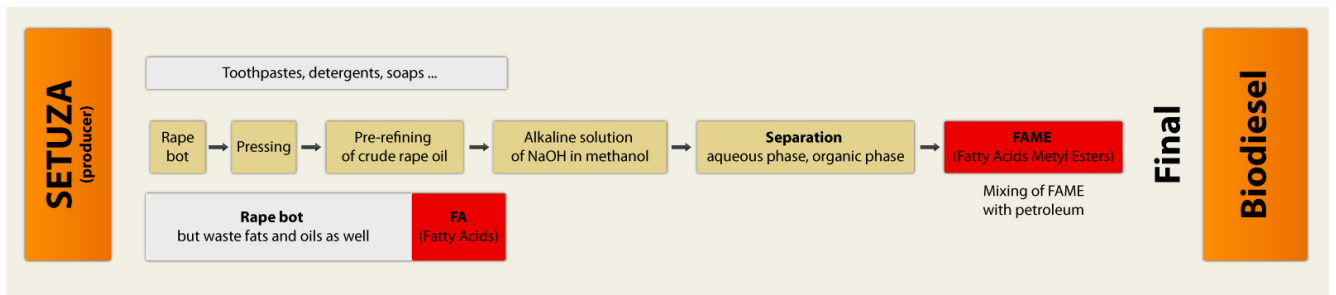 SETUZA
(producer)
Toothpastes, detergents, soaps ...
Rape
bot
Pressing
Pre-refining
of crude rape oil
Alkaline solution
of NaOH in methanol
Separation
aqueous phase, organic phase
FAME
(Fatty Acids Metyl Esters)
Mixing of FAME
with petroleum
Rape bot
but waste fats and oils as well
FA
(Fatty Acids)
Final
Biodiesel